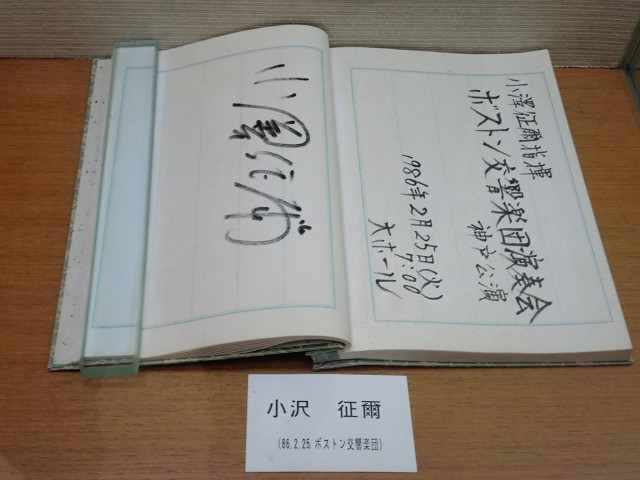 小澤征爾指揮
ボストン交響楽団演奏会
神戸公演
1986年2月25日(火)
7:00
大ホール
小澤征爾
小沢 征爾
(86.2.25.ボストン交響楽団)